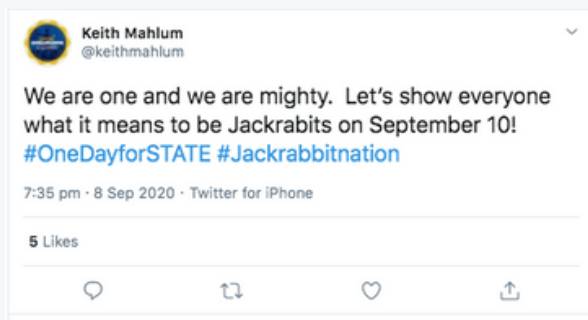 Keith Mahlum
@keithmahlum
We are one and we are mighty.  Let's show everyone
what it means to be Jackrabits on September 10!
#OneDayforSTATE #Jackrabbitnation
7:35 pm · 8 Sep 2020 · Twitter for iPhone
5 Likes